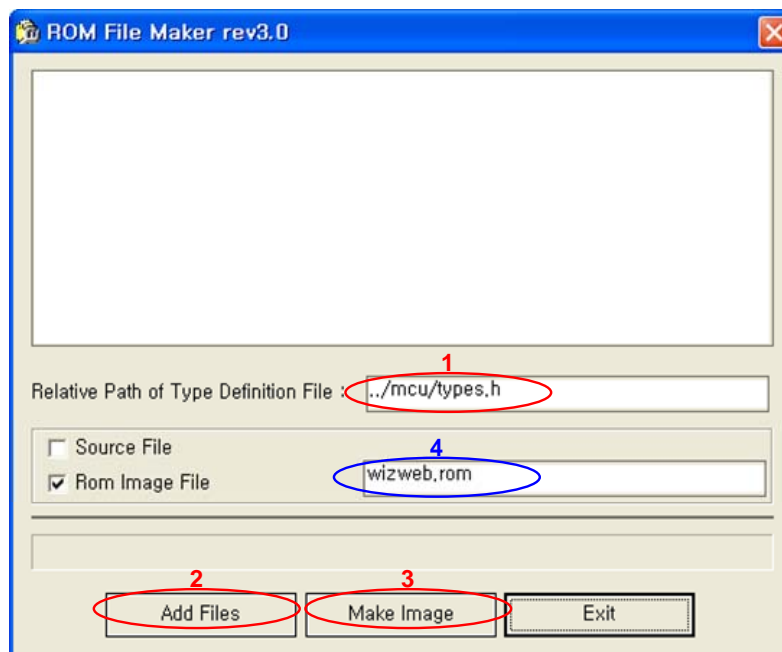 ROM File Maker rev3.0
1
Relative Path of Type Definition File :
../mcu/types.h
Source File
4
Rom Image File
wizweb.rom
2
3
Add Files
Make Image
Exit